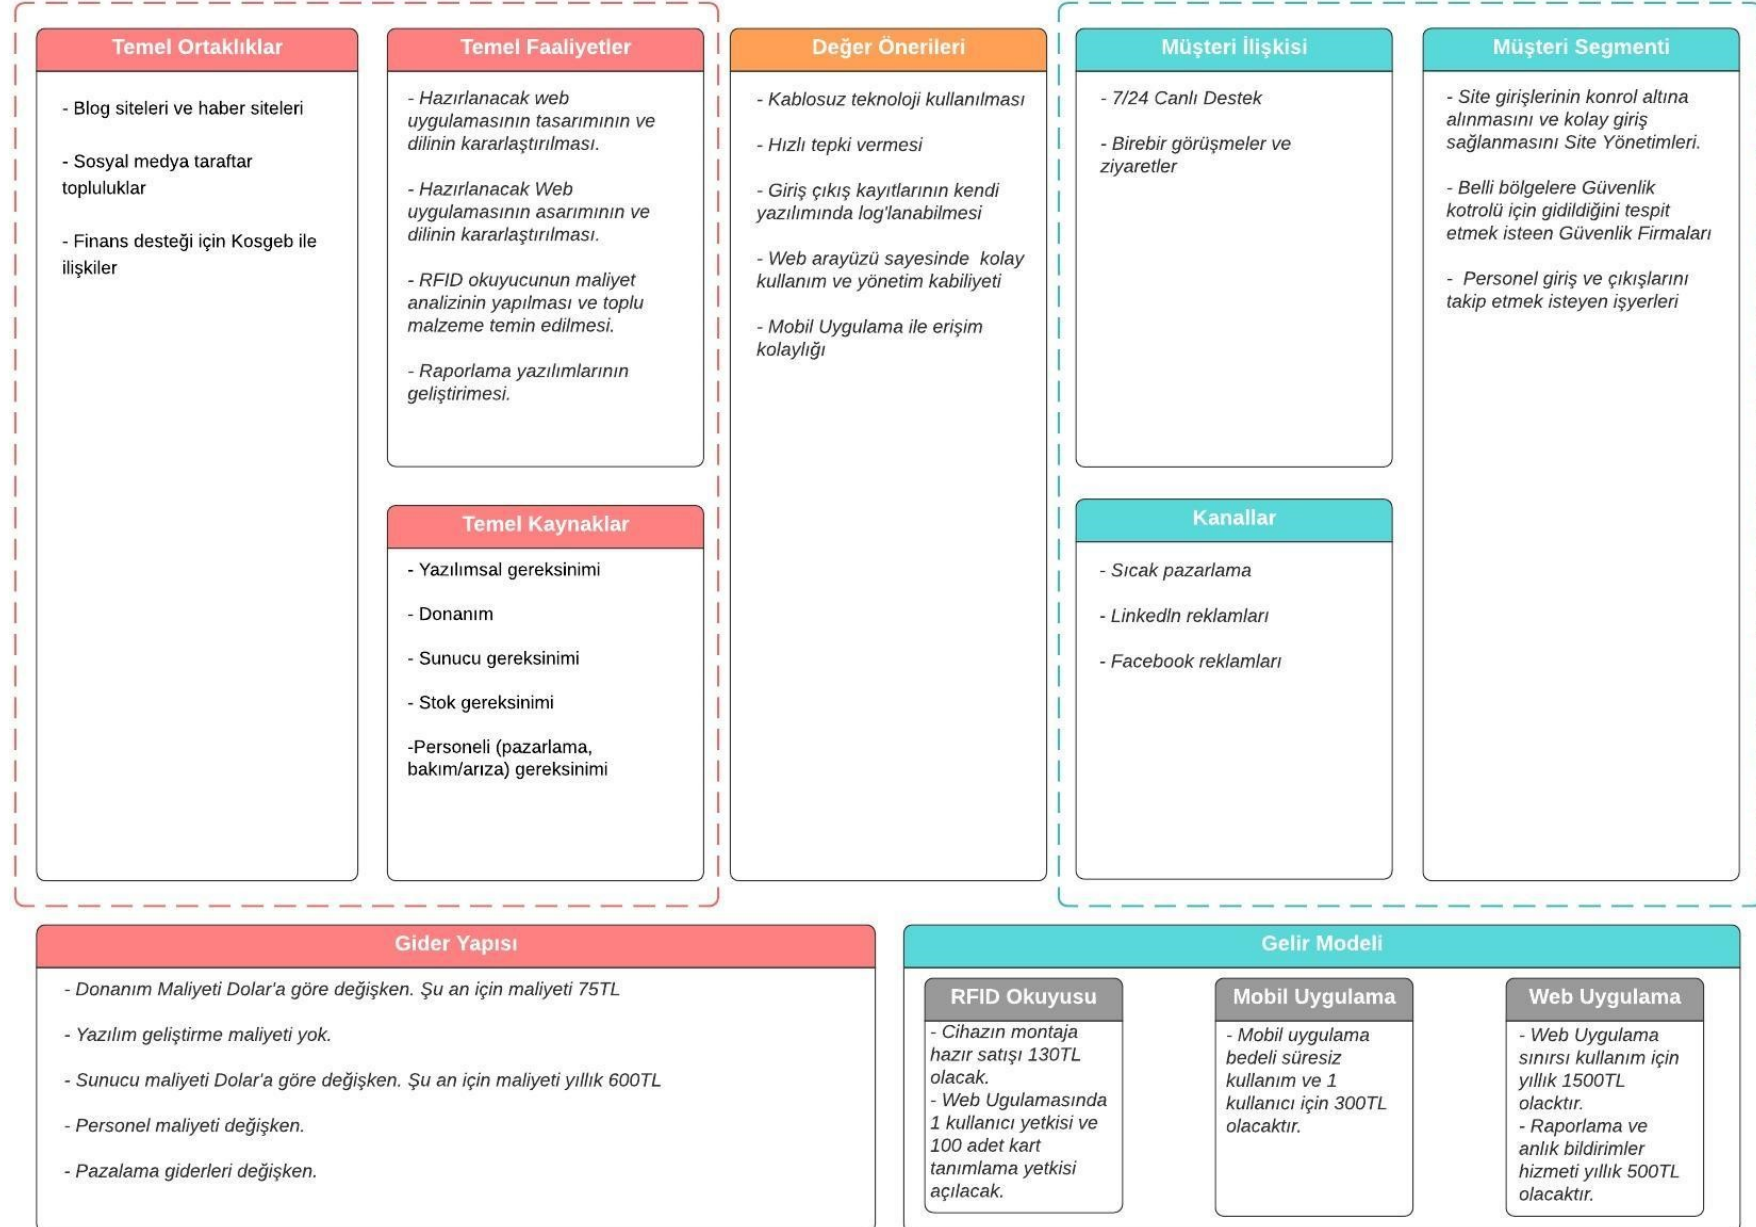 Temel Ortaklıklar
- Blog siteleri ve haber siteleri
- Sosyal medya taraftar
topluluklar
- Finans desteği için Kosgeb ile
ilişkiler
Temel Faaliyetler
- Hazırlanacak web
uygulamasının tasarımının ve
dilinin kararlaştırılması.
- Hazırlanacak Web
uygulamasının asarımının ve
dilinin kararlaştırılması.
- RFID okuyucunun maliyet
analizinin yapılması ve toplu
malzeme temin edilmesi.
- Raporlama yazılımlarının
geliştirimesi.
Temel Kaynaklar
- Yazılımsal gereksinimi
- Donanım
- Sunucu gereksinimi
- Stok gereksinimi
-Personeli (pazarlama,
bakım/arıza) gereksinimi
Değer Önerileri
- Kablosuz teknoloji kullanılması
- Hızlı tepki vermesi
- Giriş çıkış kayıtlarının kendi
yazılımında log'lanabilmesi
- Web arayüzü sayesinde  kolay
kullanım ve yönetim kabiliyeti
- Mobil Uygulama ile erişim
kolaylığı
Müşteri İlişkisi
- 7/24 Canlı Destek
- Birebir görüşmeler ve
ziyaretler
Kanallar
- Sıcak pazarlama
- Linkedln reklamları
- Facebook reklamları
Müşteri Segmenti
- Site girişlerinin konrol altına
alınmasını ve kolay giriş
sağlanmasını Site Yönetimleri.
- Belli bölgelere Güvenlik
kotrolü için gidildiğini tespit
etmek isteen Güvenlik Firmaları
-  Personel giriş ve çıkışlarını
takip etmek isteyen işyerleri
Gider Yapısı
- Donanım Maliyeti Dolar'a göre değişken. Şu an için maliyeti 75TL
- Yazılım geliştirme maliyeti yok.
- Sunucu maliyeti Dolar'a göre değişken. Şu an için maliyeti yıllık 600TL
- Personel maliyeti değişken.
- Pazalama giderleri değişken.
Gelir Modeli
RFID Okuyusu
- Cihazın montaja
hazır satışı 130TL
olacak.
- Web Ugulamasında
1 kullanıcı yetkisi ve
100 adet kart
tanımlama yetkisi
açılacak.
Mobil Uygulama
- Mobil uygulama
bedeli süresiz
kullanım ve 1
kullanıcı için 300TL
olacaktır.
Web Uygulama
- Web Uygulama
sınırsı kullanım için
yıllık 1500TL
olacktır.
- Raporlama ve
anlık bildirimler
hizmeti yıllık 500TL
olacaktır.